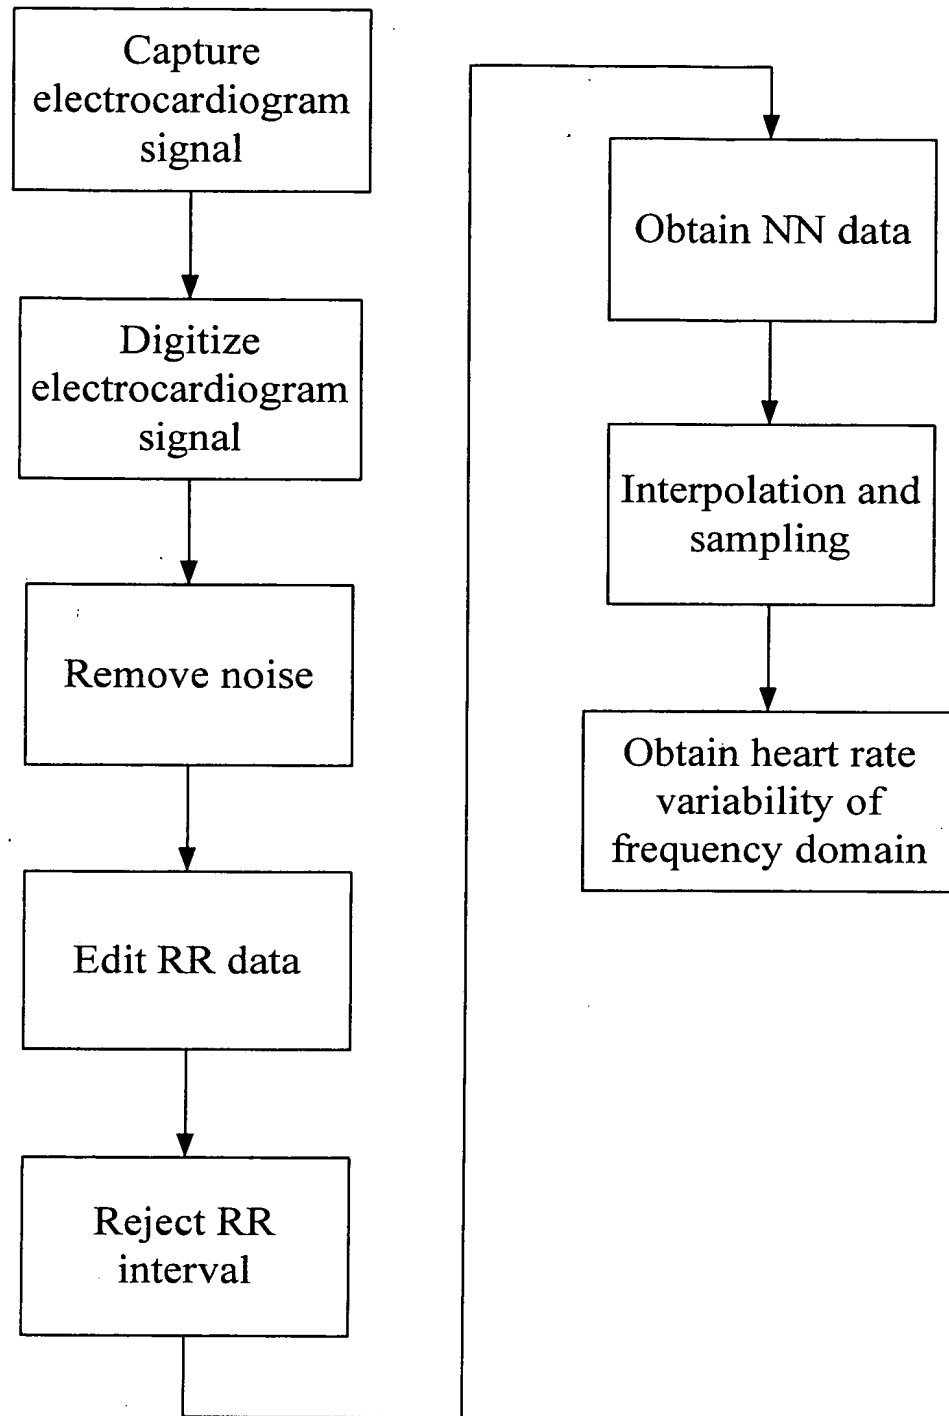 Capture
electrocardiogram
signal
Digitize
electrocardiogram
signal
Remove noise
Edit RR data
Reject RR
interval
Obtain NN data
Interpolation and
sampling
Obtain heart rate
variability of
frequency domain